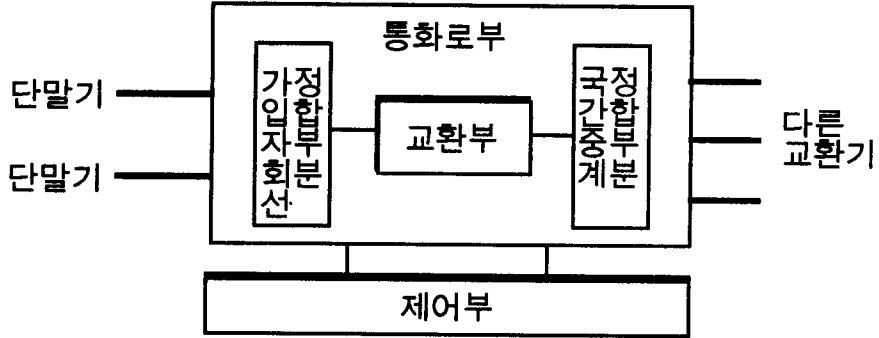 통화로부
단말기
단말기
가입자회선
정합부분
교환부
국간중계
정합부분
다른
교환기
제어부